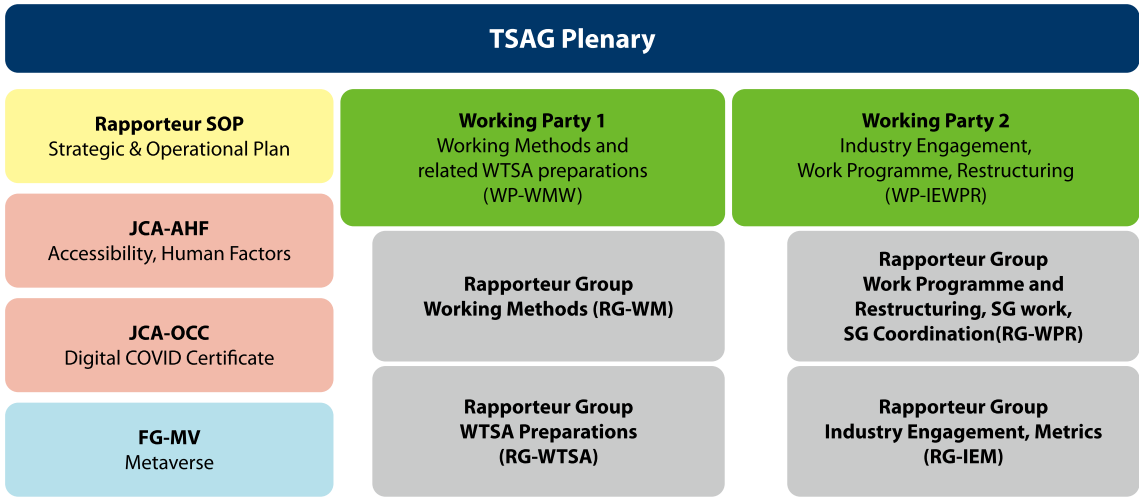 TSAG Plenary
Rapporteur SOP
Strategic & Operational Plan
JCA-AHF
Accessibility, Human Factors
JCA-OCC
Digital COVID Certificate
FG-MV
Metaverse
Working Party 1
Working Methods and
related WTSA preparations
(WP-WMW)
Rapporteur Group
Working Methods (RG-WM)
Rapporteur Group
WTSA Preparations
(RG-WTSA)
Working Party 2
Industry Engagement,
Work Programme, Restructuring
(WP-IEWPR)
Rapporteur Group
Work Programme and
Restructuring, SG work,
SG Coordination(RG-WPR)
Rapporteur Group
Industry Engagement, Metrics
(RG-IEM)